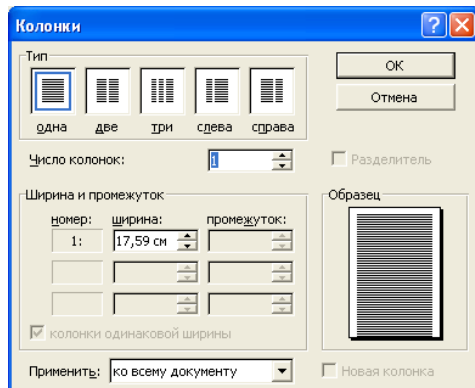 Колонки
Тип
одна две три слева справа
ОК
Отмена
Число колонок: 1
Разделитель
Ширина и промежуток
номер: ширина: промежуток:
1: 17,59 см
колонки одинаковой ширины
Образец
Применить: ко всему документу
Новая колонка